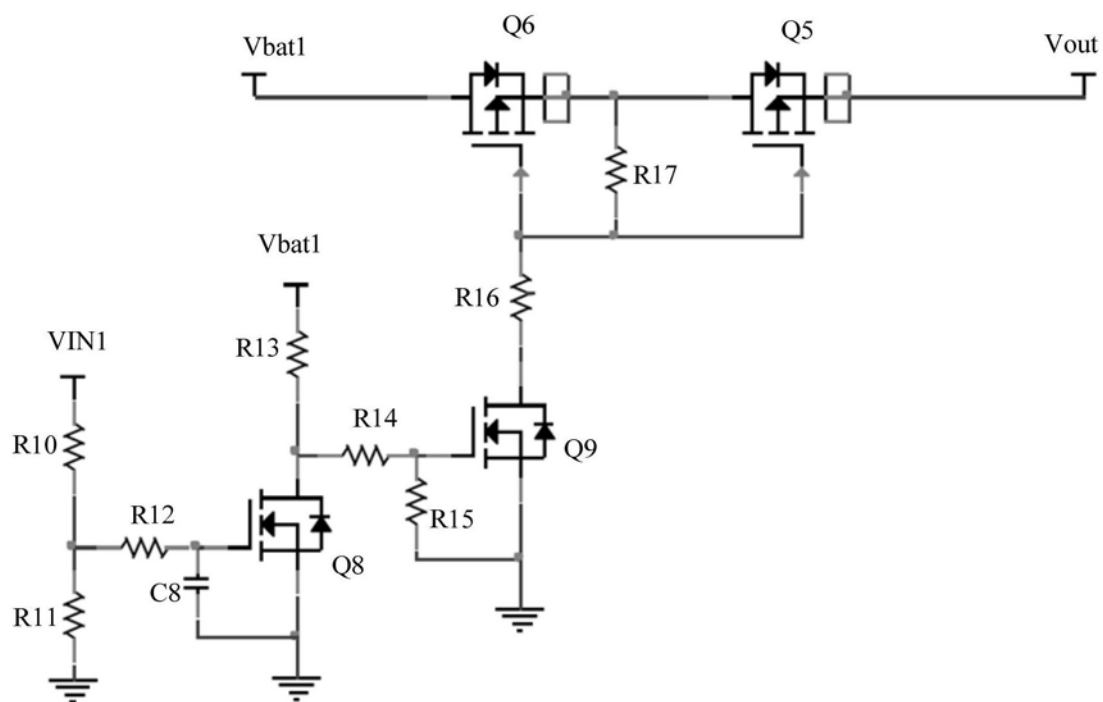 Q6
Q5
Vbat1
Vout
R17
Vbat1
R16
VIN1
R13
R14
R10
Q9
R12
R15
Q8
C8
R11